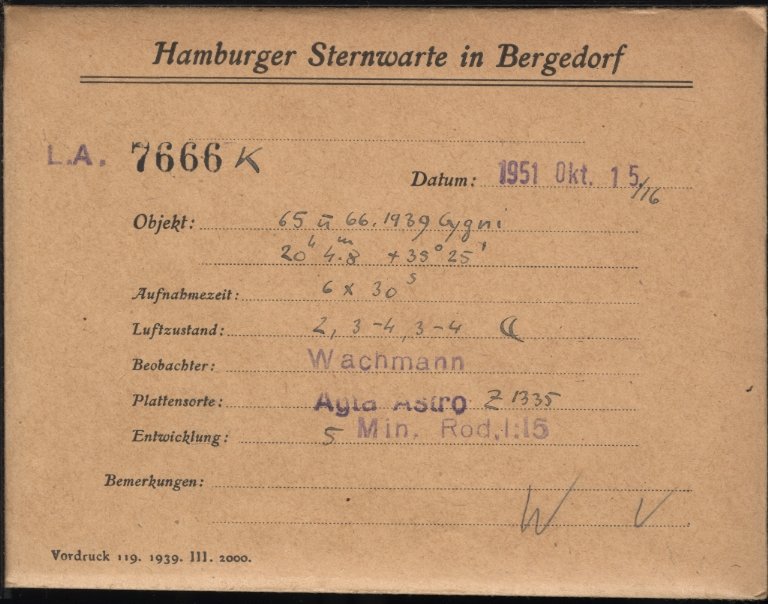 Hamburger Sternwarte in Bergedorf
L.A. 7666 K
Datum: 1951 Okt. 15/16
Objekt: 65 u 66.1939 Cygni
20h 4m.8 +35° 25'
Aufnahmezeit: 6 x 30s
Luftzustand: 2, 3-4, 3-4 ☾
Beobachter: Wachmann
Plattensorte: Agfa Astro Z 1335
Entwicklung: 5 Min. Rod. 1:15
Bemerkungen:
W V
Vordruck 119. 1939. III. 2000.